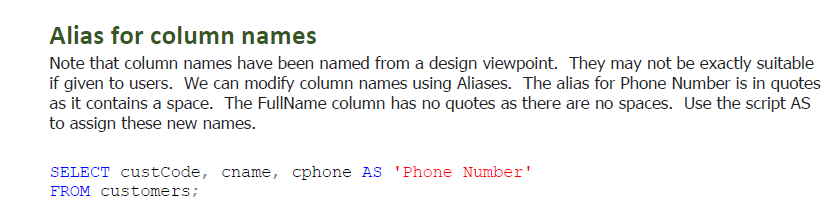 Alias for column names
Note that column names have been named from a design viewpoint.  They may not be exactly suitable
if given to users.  We can modify column names using Aliases.  The alias for Phone Number is in quotes
as it contains a space.  The FullName column has no quotes as there are no spaces.  Use the script AS
to assign these new names.
SELECT custCode, cname, cphone AS 'Phone Number'
FROM customers;